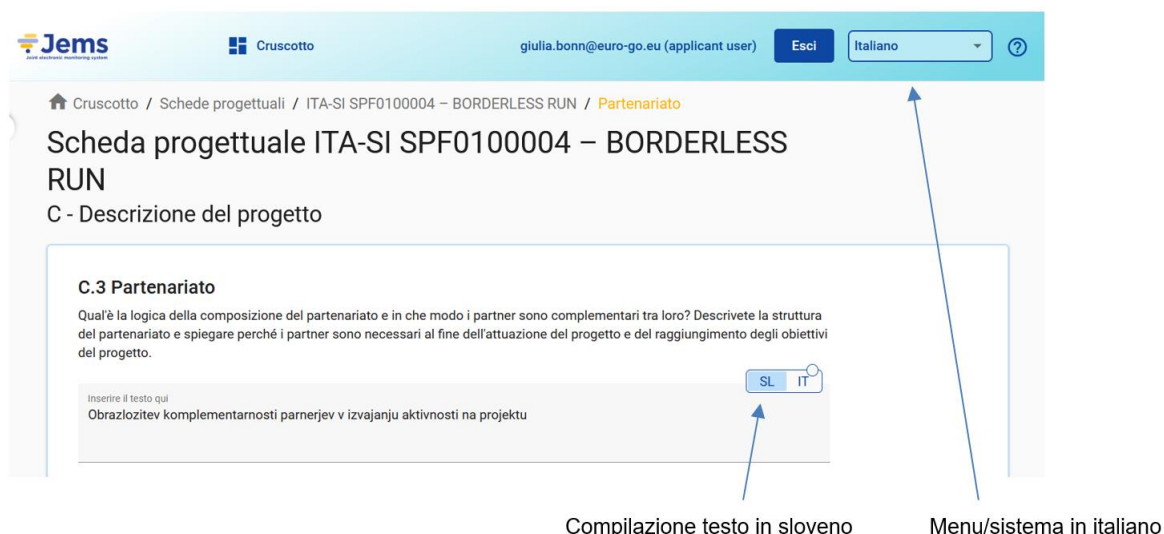 Jems
Joint electronic monitoring system
Cruscotto
giulia.bonn@euro-go.eu (applicant user)
Esci
Italiano
Cruscotto / Schede progettuali / ITA-SI SPF0100004 – BORDERLESS RUN / Partenariato
Scheda progettuale ITA-SI SPF0100004 – BORDERLESS
RUN
C - Descrizione del progetto
C.3 Partenariato
Qual'è la logica della composizione del partenariato e in che modo i partner sono complementari tra loro? Descrivete la struttura
del partenariato e spiegare perché i partner sono necessari al fine dell'attuazione del progetto e del raggiungimento degli obiettivi
del progetto.
SL IT
Inserire il testo qui
Obrazlozitev komplementarnosti parnerjev v izvajanju aktivnosti na projektu
Compilazione testo in sloveno
Menu/sistema in italiano